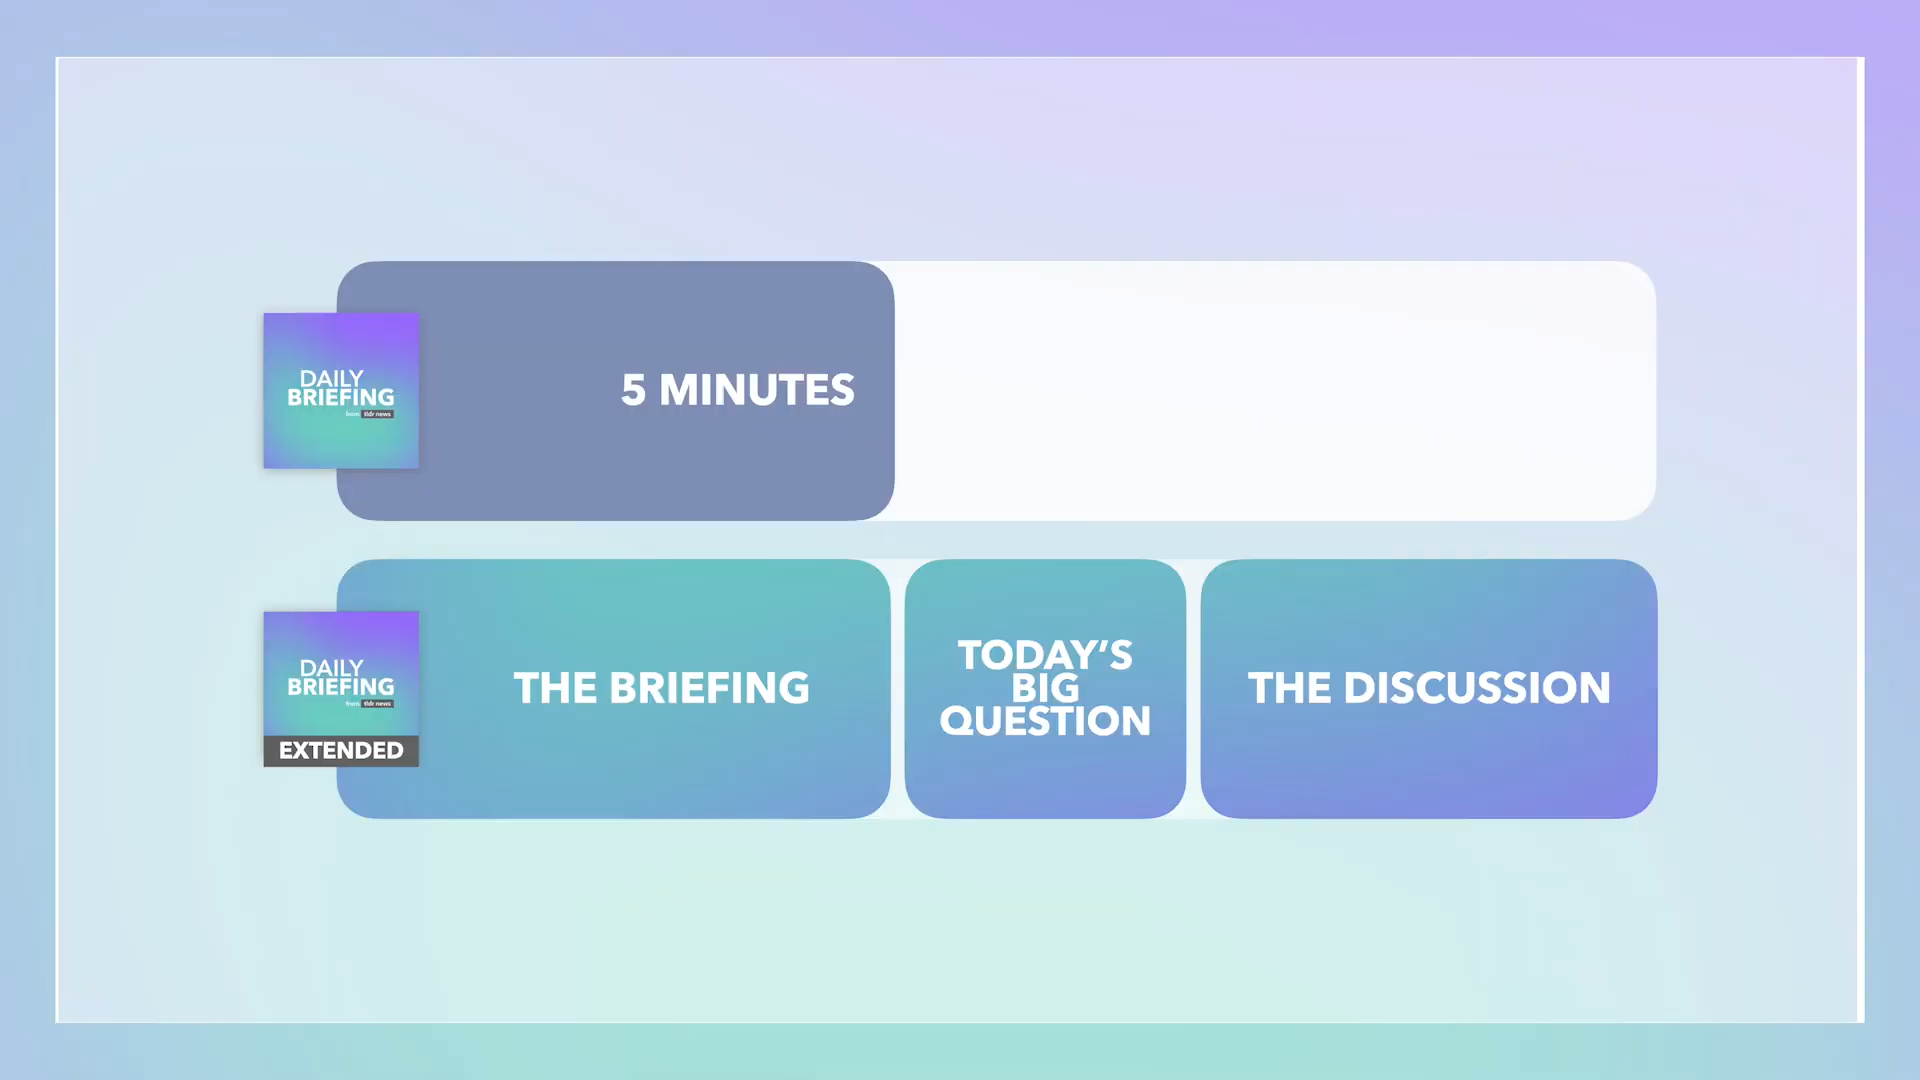 DAILY
BRIEFING
from tldr news
5 MINUTES
DAILY
BRIEFING
from tldr news
EXTENDED
THE BRIEFING
TODAY’S
BIG
QUESTION
THE DISCUSSION